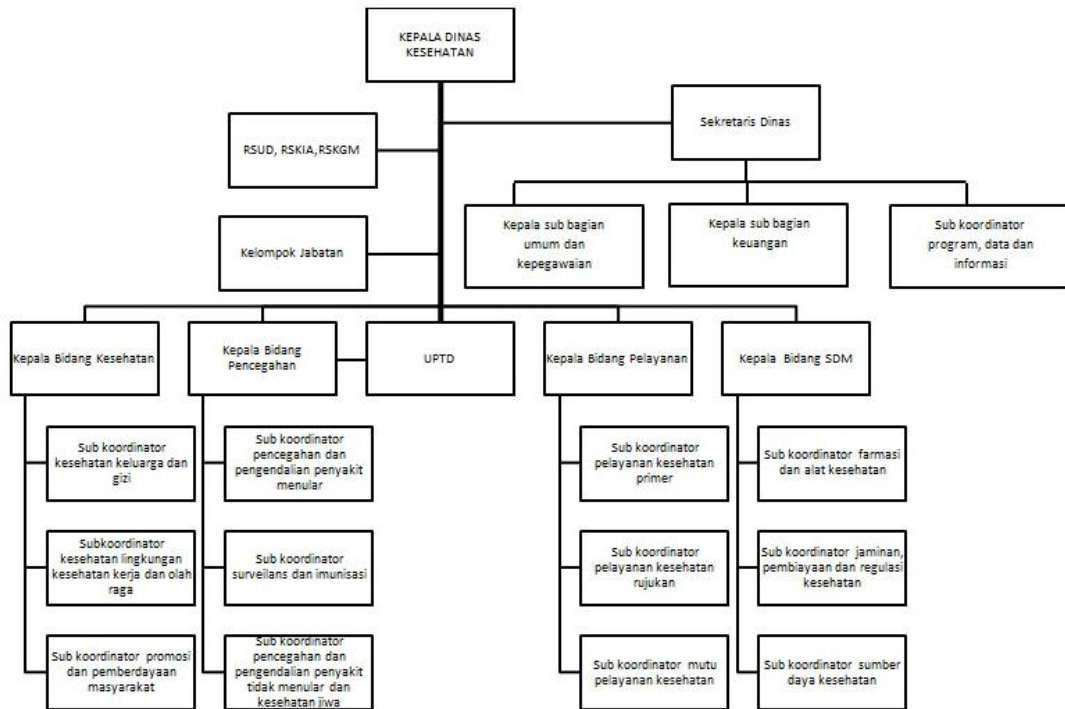 KEPALA DINAS
KESEHATAN
Sekretaris Dinas
RSUD, RSKIA,RSKGM
Kepala sub bagian
umum dan
kepegawaian
Kepala sub bagian
keuangan
Sub koordinator
program, data dan
informasi
Kelompok Jabatan
Kepala Bidang Kesehatan
Kepala Bidang
Pencegahan
UPTD
Kepala Bidang Pelayanan
Kepala Bidang SDM
Sub koordinator
kesehatan keluarga dan
gizi
Sub koordinator
pencegahan dan
pengendalian penyakit
menular
Sub koordinator
pelayanan kesehatan
primer
Sub koordinator farmasi
dan alat kesehatan
Subkoordinator
kesehatan lingkungan
kesehatan kerja dan olah
raga
Sub koordinator
surveilans dan imunisasi
Sub koordinator
pelayanan kesehatan
rujukan
Sub koordinator jaminan,
pembiayaan dan regulasi
kesehatan
Sub koordinator promosi
dan pemberdayaan
masyarakat
Sub koordinator
pencegahan dan
pengendalian penyakit
tidak menular dan
kesehatan jiwa
Sub koordinator mutu
pelayanan kesehatan
Sub koordinator sumber
daya kesehatan